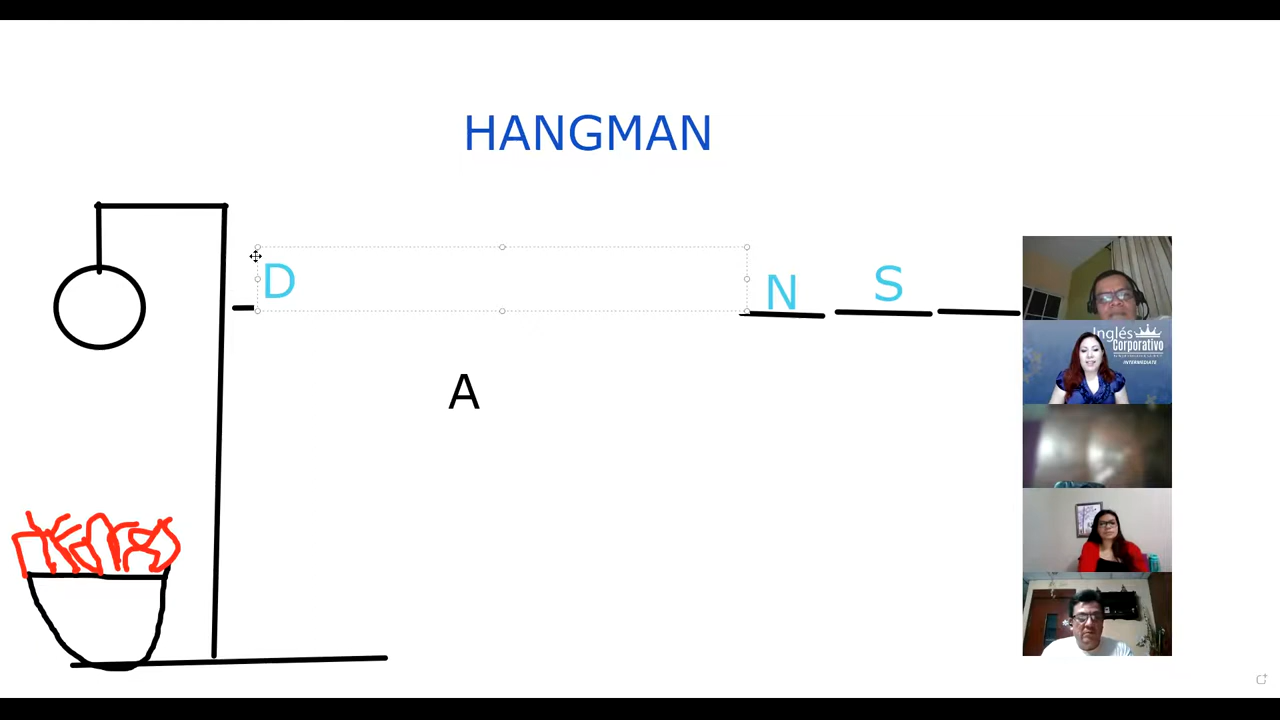 HANGMAN
D N S
A
Inglés
Corporativo
INTERMEDIATE